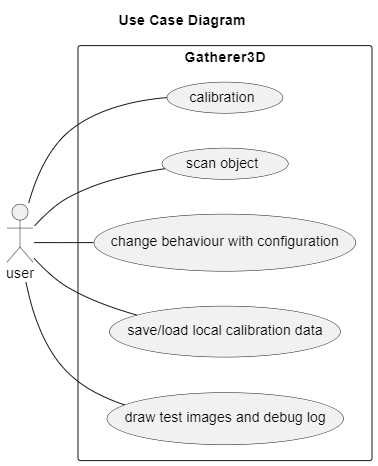 Use Case Diagram
Gatherer3D
calibration
scan object
change behaviour with configuration
user
save/load local calibration data
draw test images and debug log